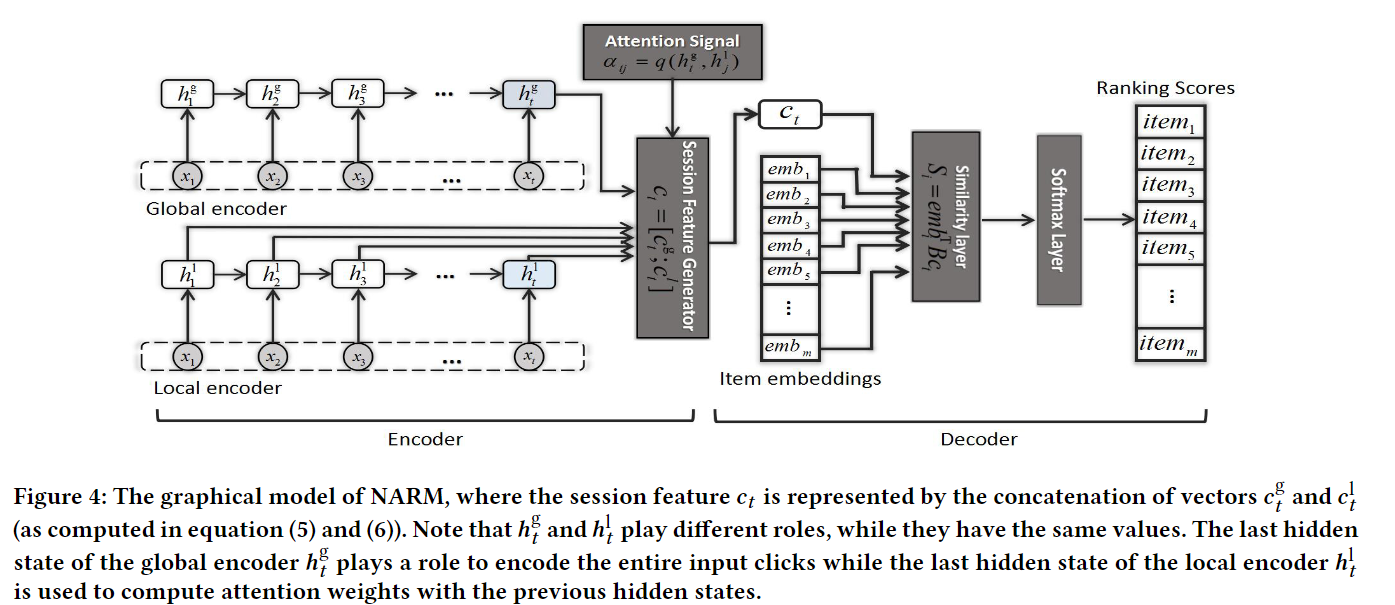 Attention Signal
α_ij = q(h_i^g, h_j^l)
h_1^g h_2^g h_3^g ... h_t^g
x_1 x_2 x_3 ... x_t
Global encoder
h_1^l h_2^l h_3^l ... h_t^l
x_1 x_2 x_3 ... x_t
Local encoder
Session Feature Generator
c_t = [c_t^g; c_t^l]
Encoder
c_t
emb_1
emb_2
emb_3
emb_4
emb_5
⋮
emb_m
Item embeddings
Similarity layer
S_i = emb_i^T B c_t
Softmax Layer
Decoder
Ranking Scores
item_1
item_2
item_3
item_4
item_5
⋮
item_m
Figure 4: The graphical model of NARM, where the session feature c_t is represented by the concatenation of vectors c_t^g and c_t^l
(as computed in equation (5) and (6)). Note that h_t^g and h_t^l play different roles, while they have the same values. The last hidden
state of the global encoder h_t^g plays a role to encode the entire input clicks while the last hidden state of the local encoder h_t^l
is used to compute attention weights with the previous hidden states.